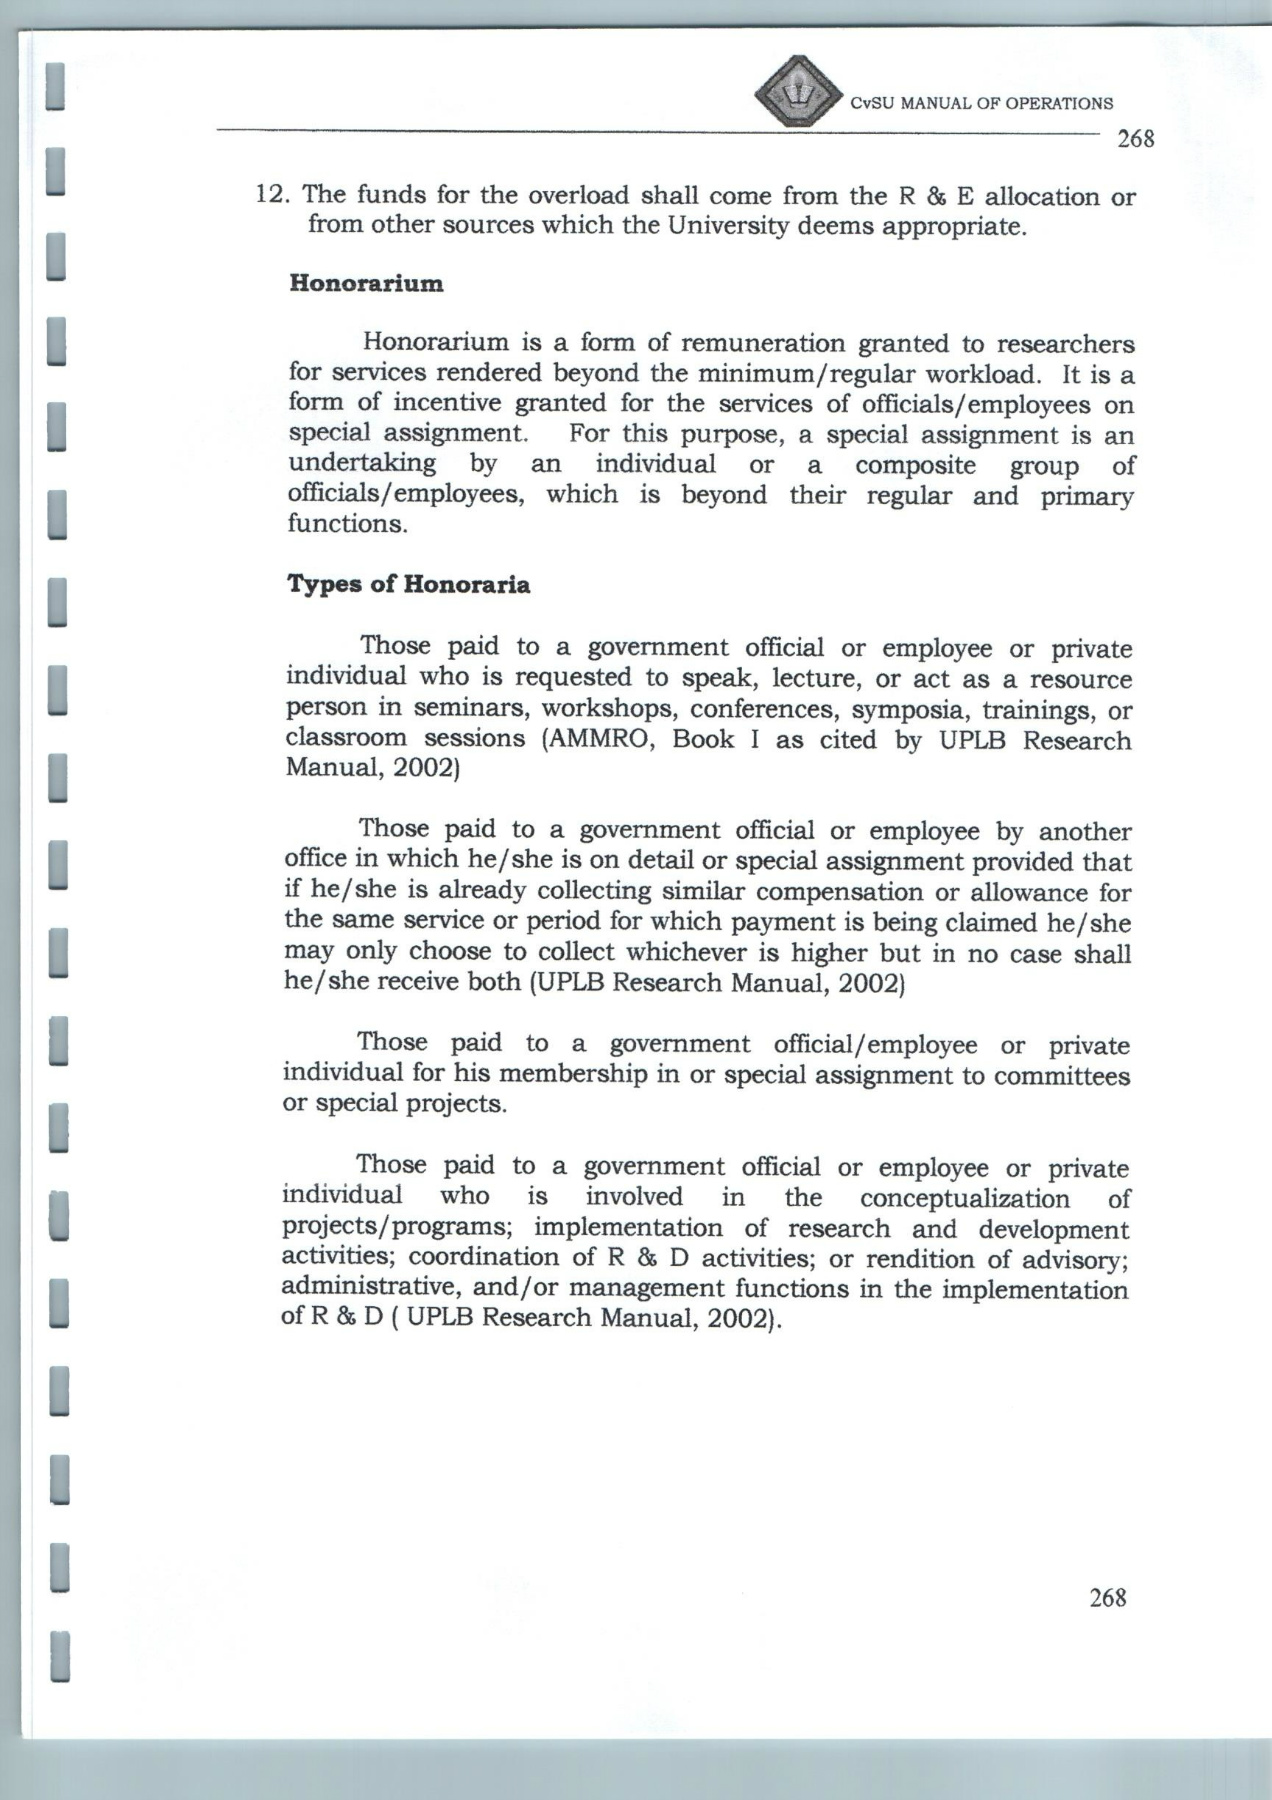 CvSU MANUAL OF OPERATIONS
268
12. The funds for the overload shall come from the R & E allocation or
from other sources which the University deems appropriate.
Honorarium
Honorarium is a form of remuneration granted to researchers
for services rendered beyond the minimum/regular workload. It is a
form of incentive granted for the services of officials/employees on
special assignment. For this purpose, a special assignment is an
undertaking by an individual or a composite group of
officials/employees, which is beyond their regular and primary
functions.
Types of Honoraria
Those paid to a government official or employee or private
individual who is requested to speak, lecture, or act as a resource
person in seminars, workshops, conferences, symposia, trainings, or
classroom sessions (AMMRO, Book I as cited by UPLB Research
Manual, 2002)
Those paid to a government official or employee by another
office in which he/she is on detail or special assignment provided that
if he/she is already collecting similar compensation or allowance for
the same service or period for which payment is being claimed he/she
may only choose to collect whichever is higher but in no case shall
he/she receive both (UPLB Research Manual, 2002)
Those paid to a government official/employee or private
individual for his membership in or special assignment to committees
or special projects.
Those paid to a government official or employee or private
individual who is involved in the conceptualization of
projects/programs; implementation of research and development
activities; coordination of R & D activities; or rendition of advisory;
administrative, and/or management functions in the implementation
of R & D ( UPLB Research Manual, 2002).
268